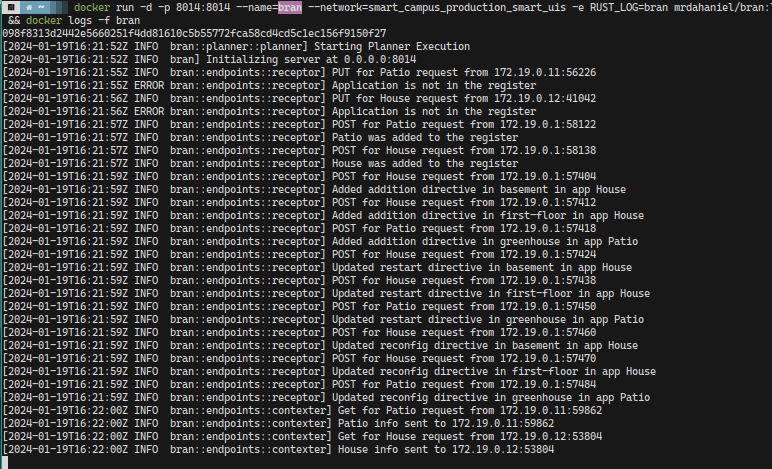 docker run -d -p 8014:8014 --name=bran --network=smart_campus_production_smart_uis -e RUST_LOG=bran mrdahaniel/bran:
&& docker logs -f bran
098f8313d2442e5660251f4dd81610c5b55772fca58cd4cd5c1ec156f9150f27
[2024-01-19T16:21:52Z INFO  bran::planner::planner] Starting Planner Execution
[2024-01-19T16:21:52Z INFO  bran] Initializing server at 0.0.0.0:8014
[2024-01-19T16:21:55Z INFO  bran::endpoints::receptor] PUT for Patio request from 172.19.0.11:56226
[2024-01-19T16:21:55Z ERROR bran::endpoints::receptor] Application is not in the register
[2024-01-19T16:21:56Z INFO  bran::endpoints::receptor] PUT for House request from 172.19.0.12:41042
[2024-01-19T16:21:56Z ERROR bran::endpoints::receptor] Application is not in the register
[2024-01-19T16:21:57Z INFO  bran::endpoints::receptor] POST for Patio request from 172.19.0.1:58122
[2024-01-19T16:21:57Z INFO  bran::endpoints::receptor] Patio was added to the register
[2024-01-19T16:21:57Z INFO  bran::endpoints::receptor] POST for House request from 172.19.0.1:58138
[2024-01-19T16:21:57Z INFO  bran::endpoints::receptor] House was added to the register
[2024-01-19T16:21:59Z INFO  bran::endpoints::receptor] POST for House request from 172.19.0.1:57404
[2024-01-19T16:21:59Z INFO  bran::endpoints::receptor] Added addition directive in basement in app House
[2024-01-19T16:21:59Z INFO  bran::endpoints::receptor] POST for House request from 172.19.0.1:57412
[2024-01-19T16:21:59Z INFO  bran::endpoints::receptor] Added addition directive in first-floor in app House
[2024-01-19T16:21:59Z INFO  bran::endpoints::receptor] POST for Patio request from 172.19.0.1:57418
[2024-01-19T16:21:59Z INFO  bran::endpoints::receptor] Added addition directive in greenhouse in app Patio
[2024-01-19T16:21:59Z INFO  bran::endpoints::receptor] POST for House request from 172.19.0.1:57424
[2024-01-19T16:21:59Z INFO  bran::endpoints::receptor] Updated restart directive in basement in app House
[2024-01-19T16:21:59Z INFO  bran::endpoints::receptor] POST for House request from 172.19.0.1:57438
[2024-01-19T16:21:59Z INFO  bran::endpoints::receptor] Updated restart directive in first-floor in app House
[2024-01-19T16:21:59Z INFO  bran::endpoints::receptor] POST for Patio request from 172.19.0.1:57450
[2024-01-19T16:21:59Z INFO  bran::endpoints::receptor] Updated restart directive in greenhouse in app Patio
[2024-01-19T16:21:59Z INFO  bran::endpoints::receptor] POST for House request from 172.19.0.1:57460
[2024-01-19T16:21:59Z INFO  bran::endpoints::receptor] Updated reconfig directive in basement in app House
[2024-01-19T16:21:59Z INFO  bran::endpoints::receptor] POST for House request from 172.19.0.1:57470
[2024-01-19T16:21:59Z INFO  bran::endpoints::receptor] Updated reconfig directive in first-floor in app House
[2024-01-19T16:21:59Z INFO  bran::endpoints::receptor] POST for Patio request from 172.19.0.1:57484
[2024-01-19T16:21:59Z INFO  bran::endpoints::receptor] Updated reconfig directive in greenhouse in app Patio
[2024-01-19T16:22:00Z INFO  bran::endpoints::contexter] Get for Patio request from 172.19.0.11:59862
[2024-01-19T16:22:00Z INFO  bran::endpoints::contexter] Patio info sent to 172.19.0.11:59862
[2024-01-19T16:22:00Z INFO  bran::endpoints::contexter] Get for House request from 172.19.0.12:53804
[2024-01-19T16:22:00Z INFO  bran::endpoints::contexter] House info sent to 172.19.0.12:53804